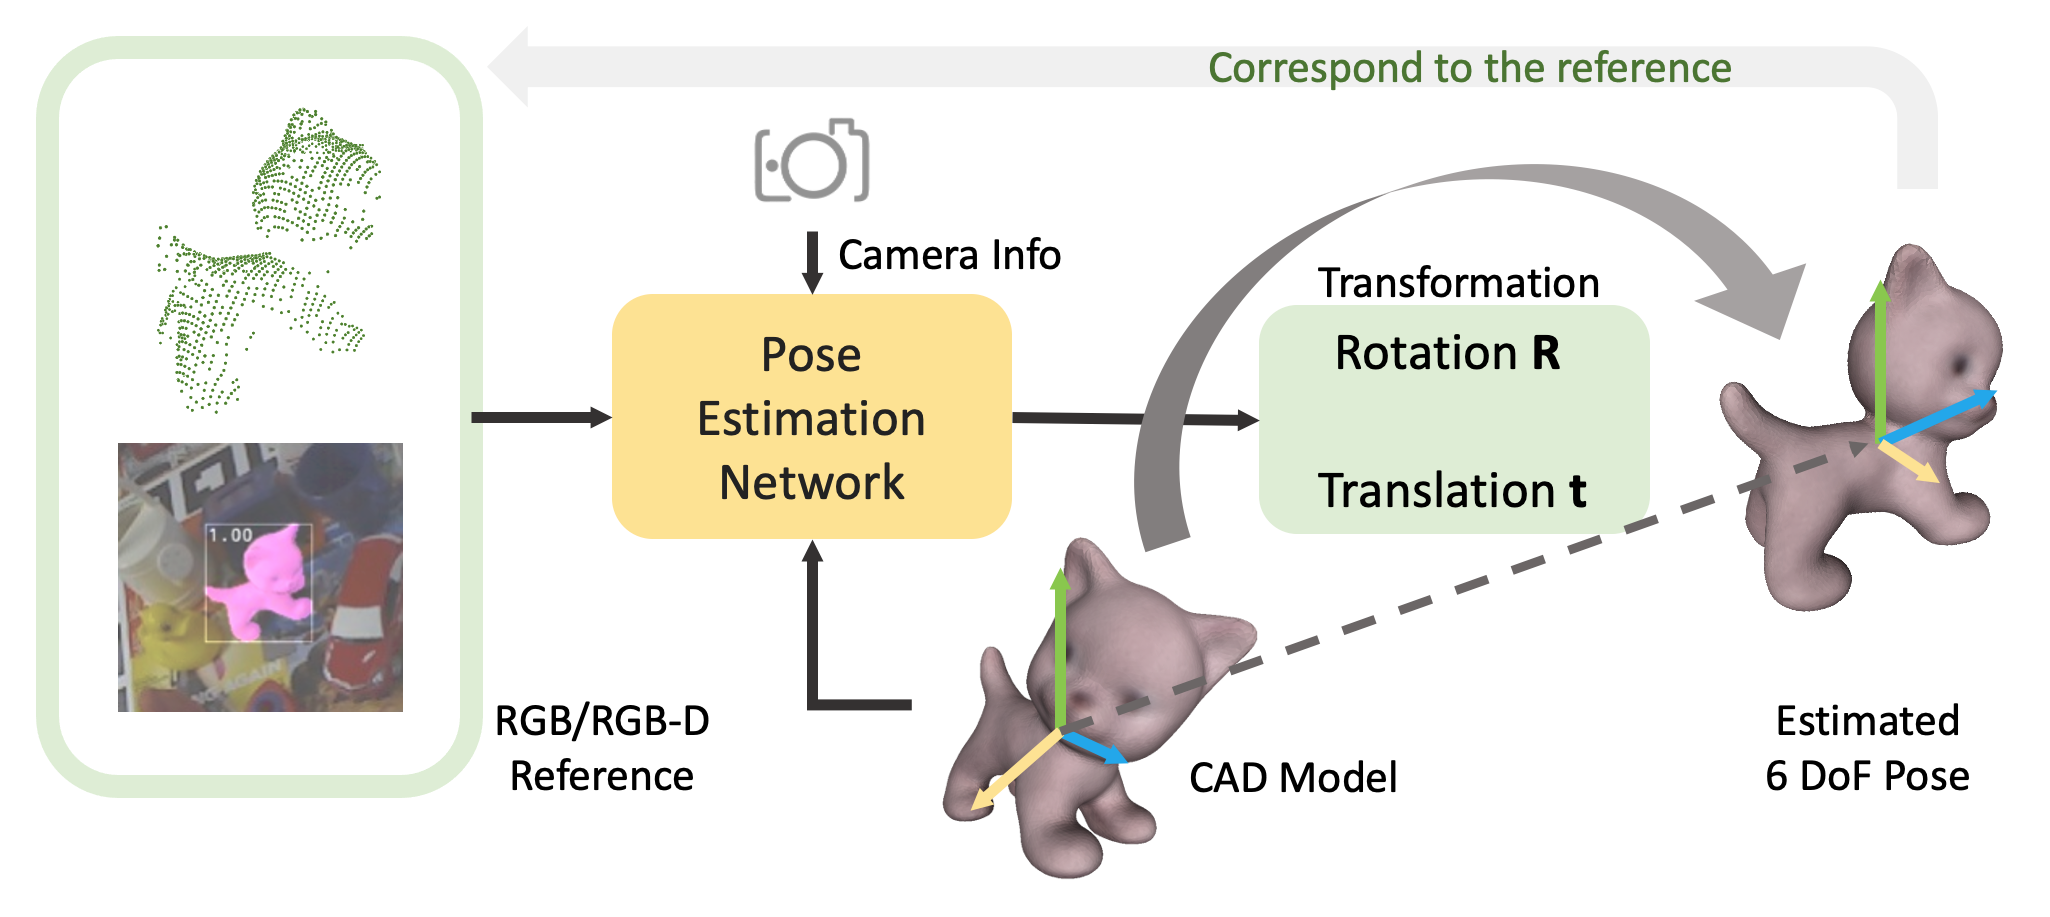 Correspond to the reference
Camera Info
Transformation
Pose
Estimation
Network
Rotation R
Translation t
1.00
AGAIN
RGB/RGB-D
Reference
CAD Model
Estimated
6 DoF Pose